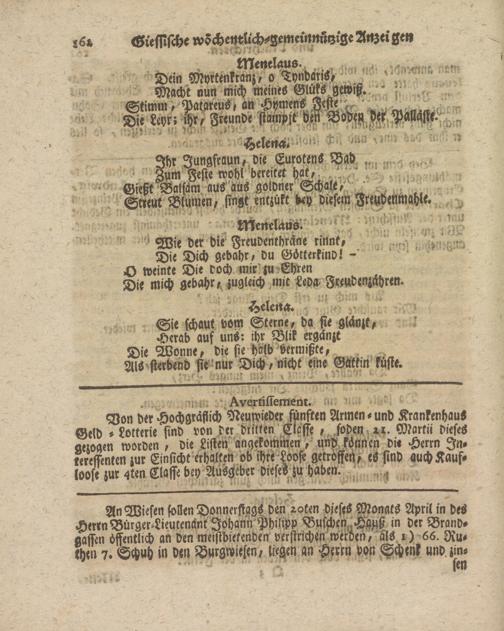 162 Giessische wöchentlich-gemeinnützige Anzeigen
Menelaus.
Dein Myrtenkranz, o Tyndaris,
Macht nun mich meines Glüks gewiß.
Stimm, Patareus, an Hymens Feste
Die Leyr; ihr, Freunde stampft den Boden der Palläste.
Helena.
Ihr Jungfraun, die Eurotens Bad
Zum Feste wohl bereitet hat,
Gießt Balsam aus aus goldner Schale,
Streut Blumen, singt entzükt bey diesem Freudenmahle.
Menelaus.
Wie der die Freudenthräne rinnt,
Die Dich gebahr, du Götterkind! -
O weinte Die doch mir zu Ehren
Die mich gebahr, zugleich mit Leda Freudenzähren.
Helena.
Sie schaut vom Sterne, da sie glänzt,
Herab auf uns: ihr Blik ergänzt
Die Wonne, die sie halb vermißte,
Als sterbend sie nur Dich, nicht eine Gattin küste.
Avertissement.
Von der Hochgräflich Neuwieder fünften Armen- und Krankenhaus
Geld-Lotterie sind von der dritten Classe, so den 21. Martii dieses
gezogen worden, die Listen angekommen, und können die Herrn In-
teressenten zur Einsicht erhalten ob ihre Loose getroffen, es sind auch Kauf-
loose zur 4ten Classe bey Ausgeber dieses zu haben.
An Wiesen sollen Donnerstags den 20ten dieses Monats April in des
Herrn Bürger-Lieutenant Johann Philipp Buschen Hauß in der Brand-
gassen öffentlich an den meistbietenden verstrichen werden, als 1) 66. Ru-
then 7. Schuh in den Burgwiesen, liegen an Herrn von Schenk und zin-
sen